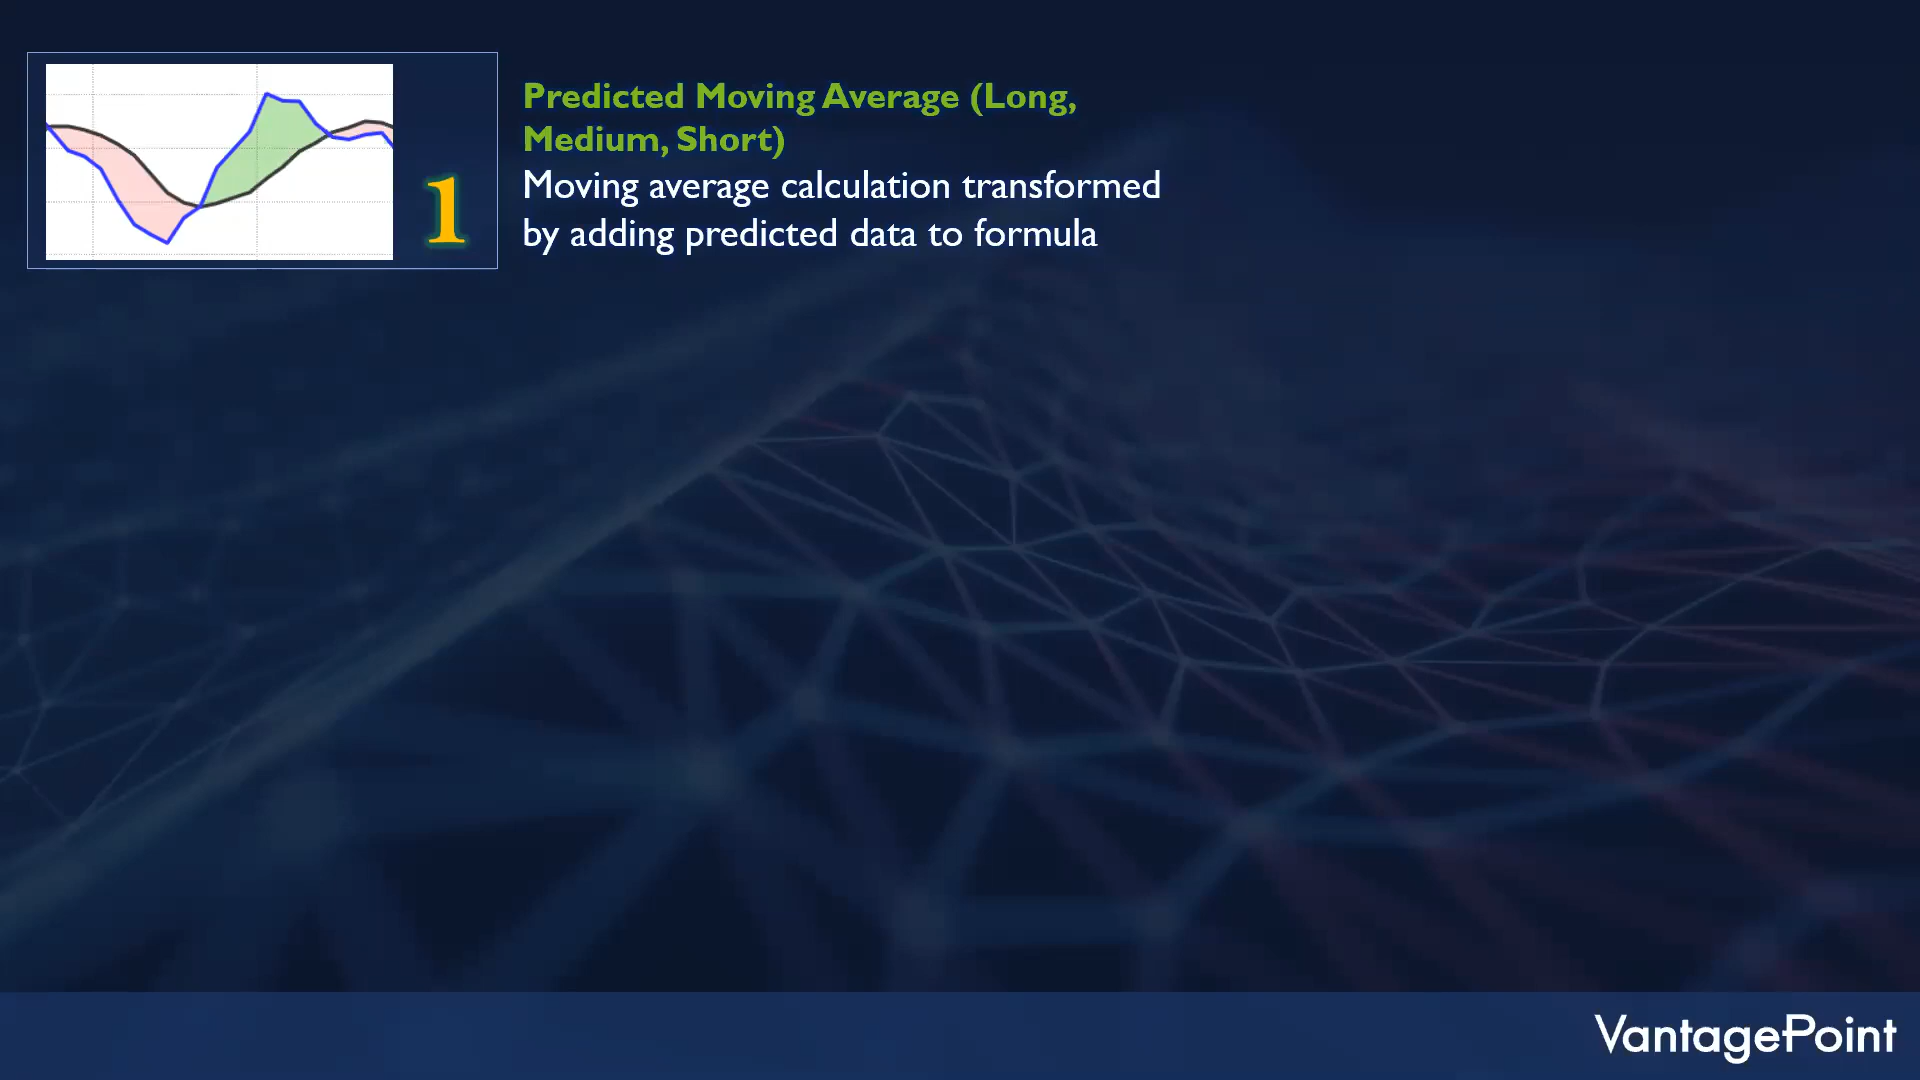 1
Predicted Moving Average (Long,
Medium, Short)
Moving average calculation transformed
by adding predicted data to formula
VantagePoint